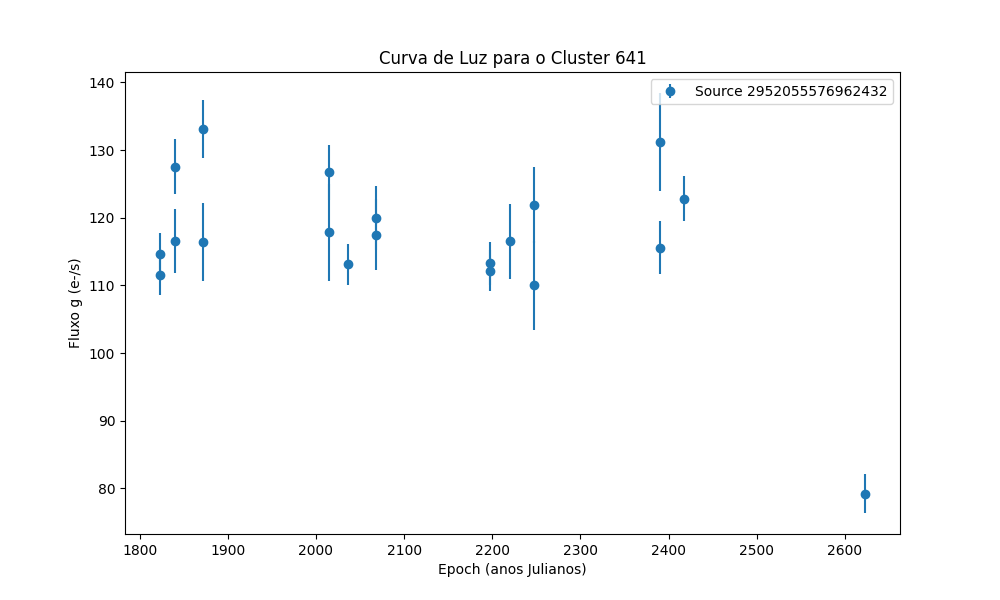 Curva de Luz para o Cluster 641
Source 2952055576962432
140
130
120
110
100
90
80
Fluxo g (e-/s)
1800 1900 2000 2100 2200 2300 2400 2500 2600
Epoch (anos Julianos)